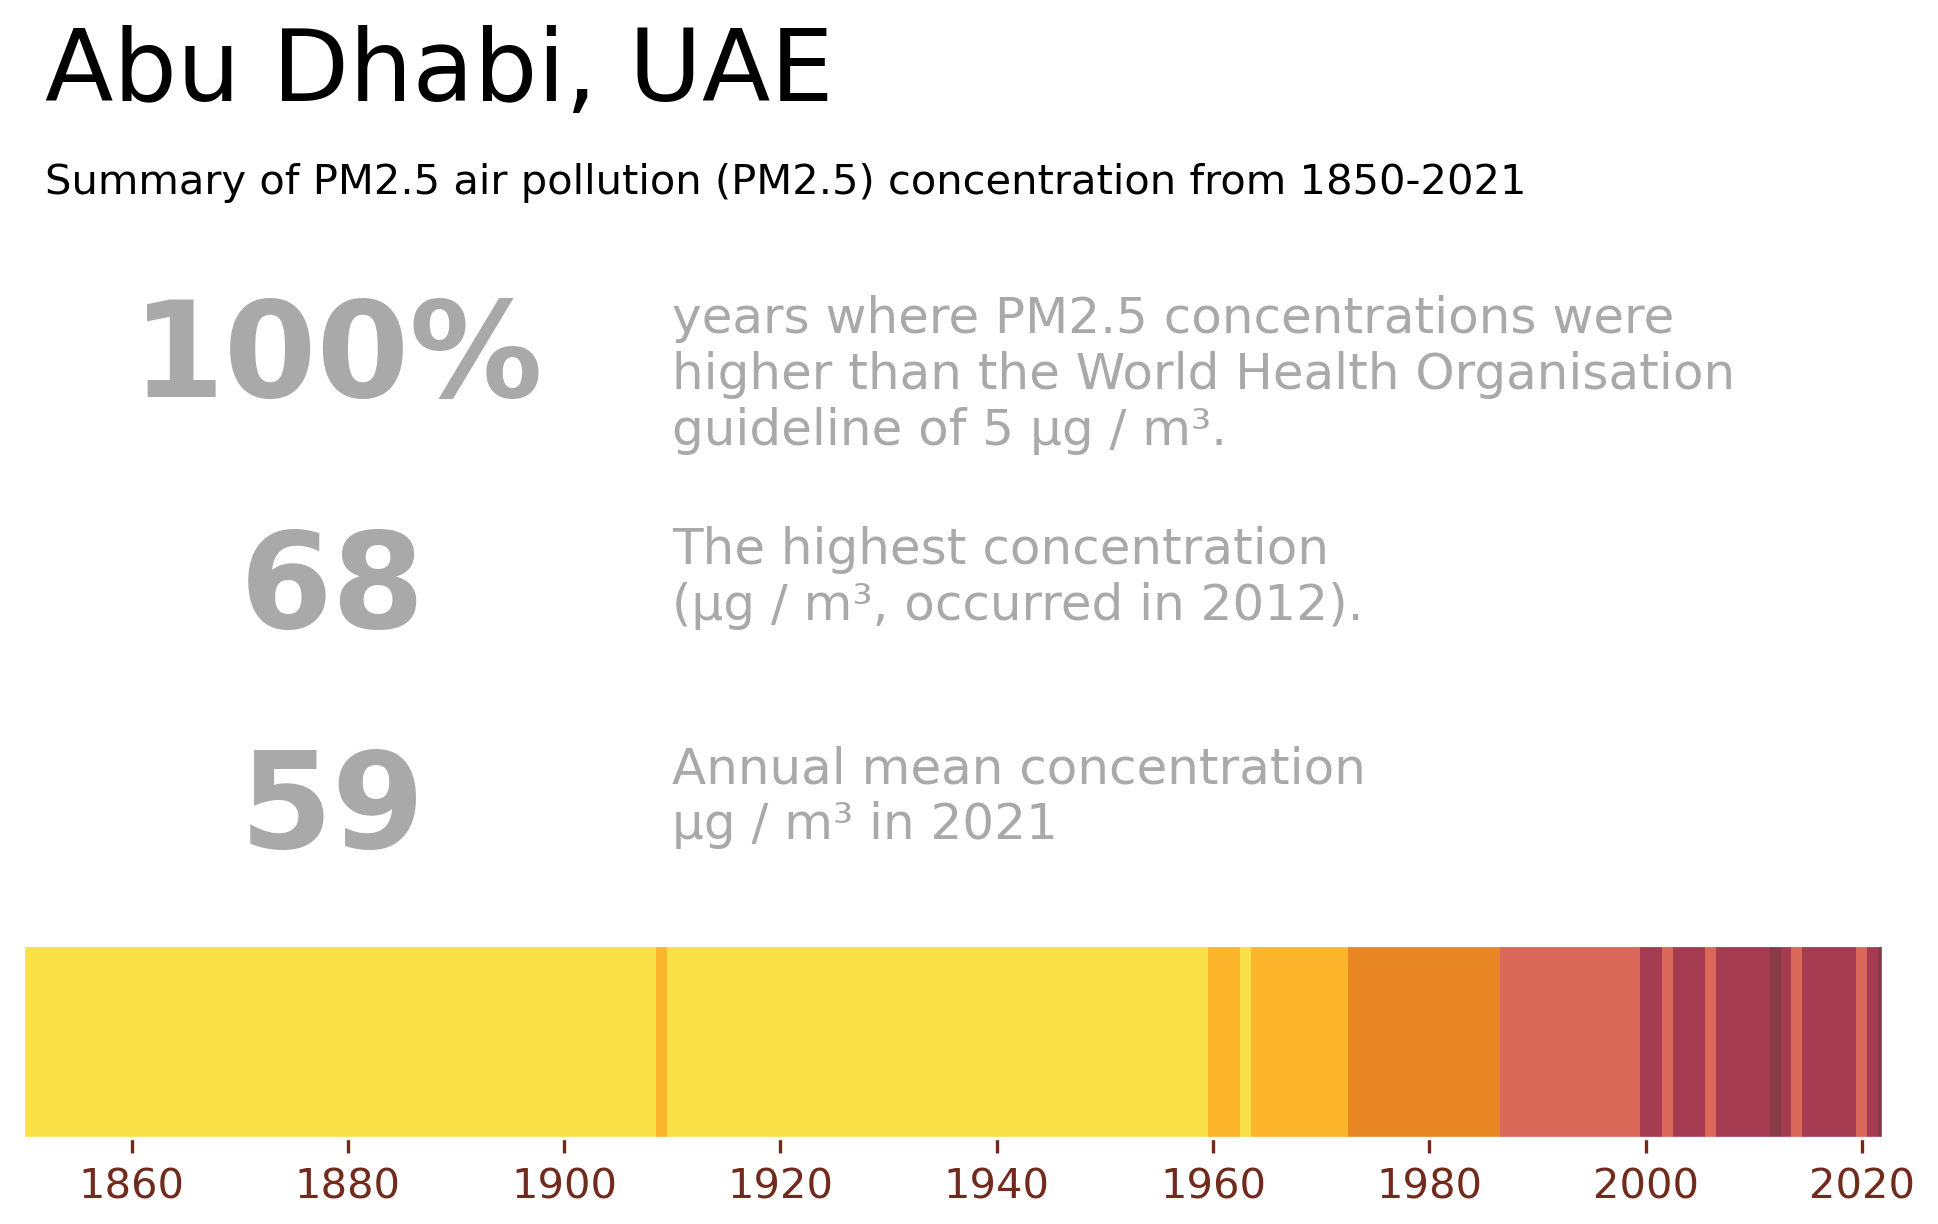 Abu Dhabi, UAE
Summary of PM2.5 air pollution (PM2.5) concentration from 1850-2021
100%
years where PM2.5 concentrations were
higher than the World Health Organisation
guideline of 5 µg / m³.
68
The highest concentration
(µg / m³, occurred in 2012).
59
Annual mean concentration
µg / m³ in 2021
1860 1880 1900 1920 1940 1960 1980 2000 2020